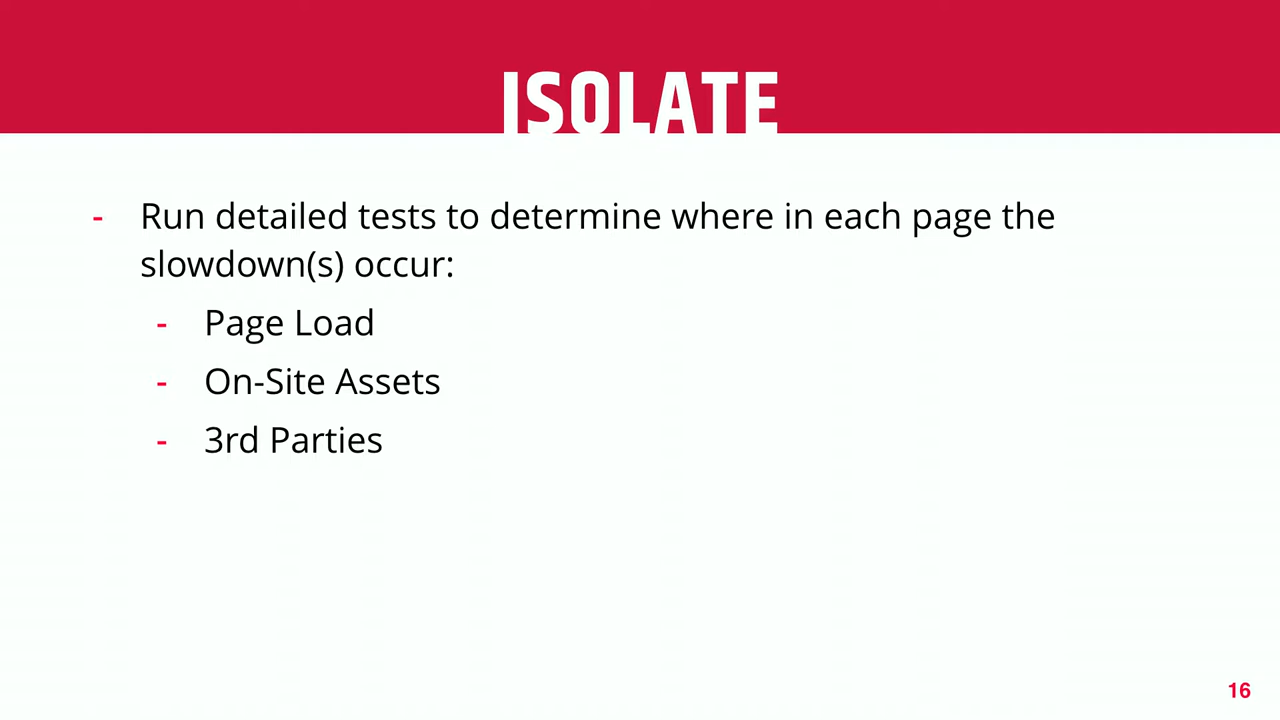 ISOLATE
- Run detailed tests to determine where in each page the
slowdown(s) occur:
- Page Load
- On-Site Assets
- 3rd Parties
16